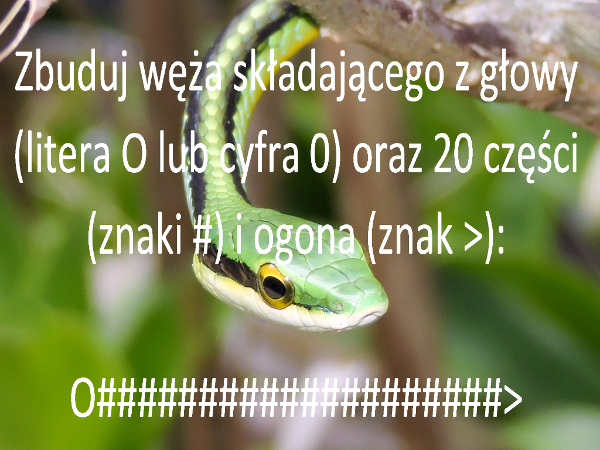 Zbuduj węża składającego z głowy
(litera O lub cyfra 0) oraz 20 części
(znaki #) i ogona (znak >):
O####################>